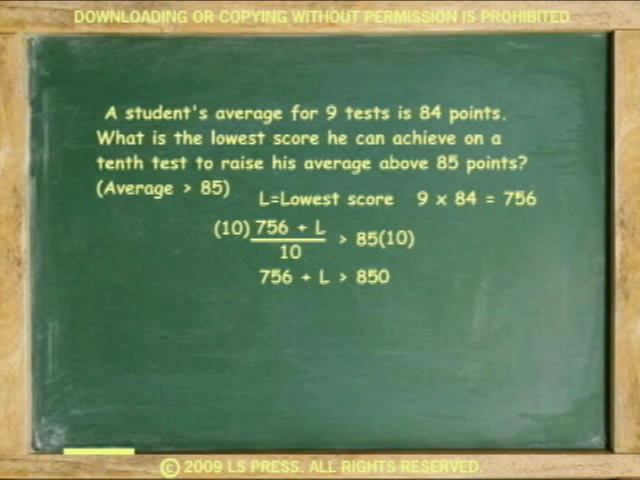 DOWNLOADING OR COPYING WITHOUT PERMISSION IS PROHIBITED
A student's average for 9 tests is 84 points.
What is the lowest score he can achieve on a
tenth test to raise his average above 85 points?
(Average > 85)
L=Lowest score 9 x 84 = 756
(10) 756 + L > 85(10)
10
756 + L > 850
© 2009 LS PRESS. ALL RIGHTS RESERVED.